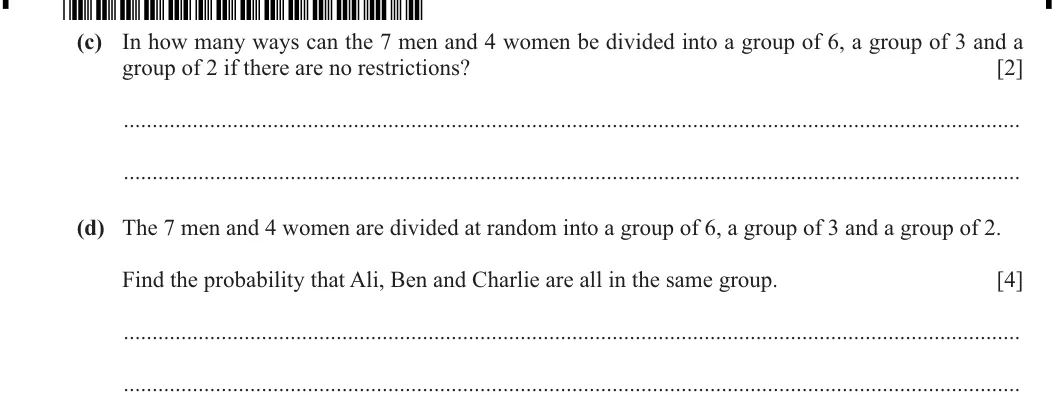 (c) In how many ways can the 7 men and 4 women be divided into a group of 6, a group of 3 and a
group of 2 if there are no restrictions? [2]
....................................................................................................................................................
....................................................................................................................................................
(d) The 7 men and 4 women are divided at random into a group of 6, a group of 3 and a group of 2.
Find the probability that Ali, Ben and Charlie are all in the same group. [4]
....................................................................................................................................................
....................................................................................................................................................